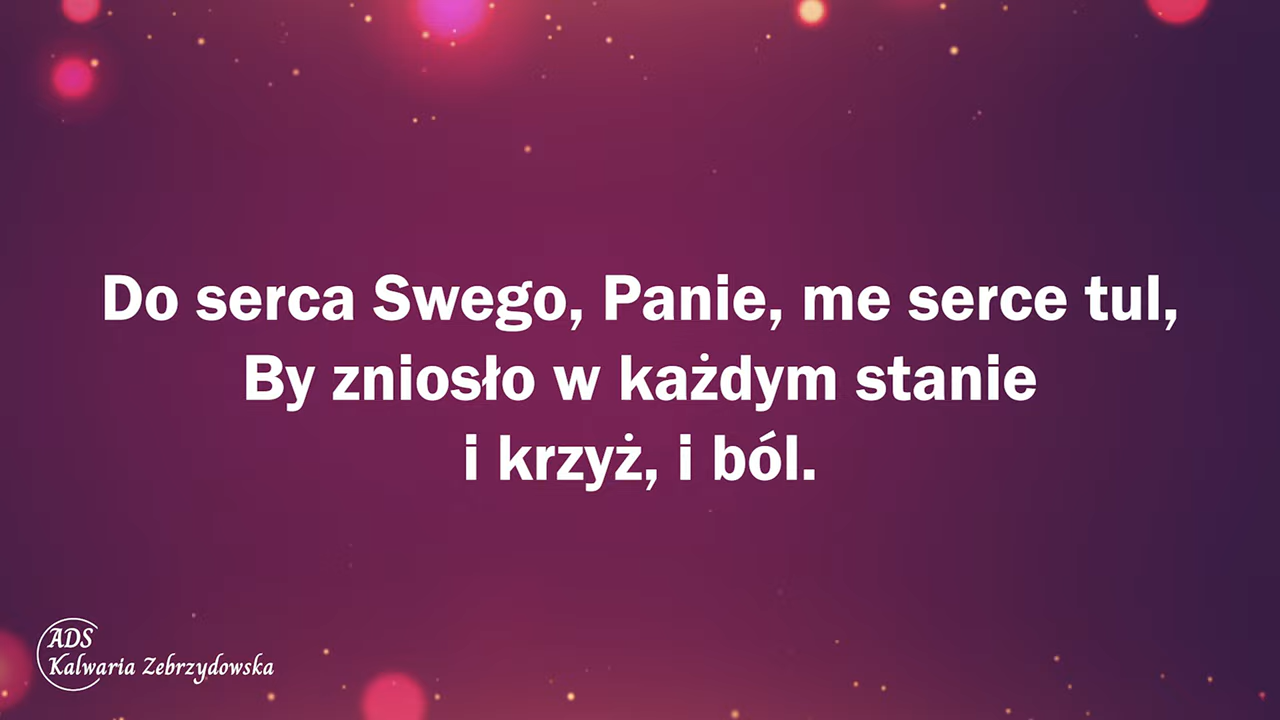 Do serca Swego, Panie, me serce tul,
By zniosło w każdym stanie
i krzyż, i ból.
ADS
Kalwaria Zebrzydowska